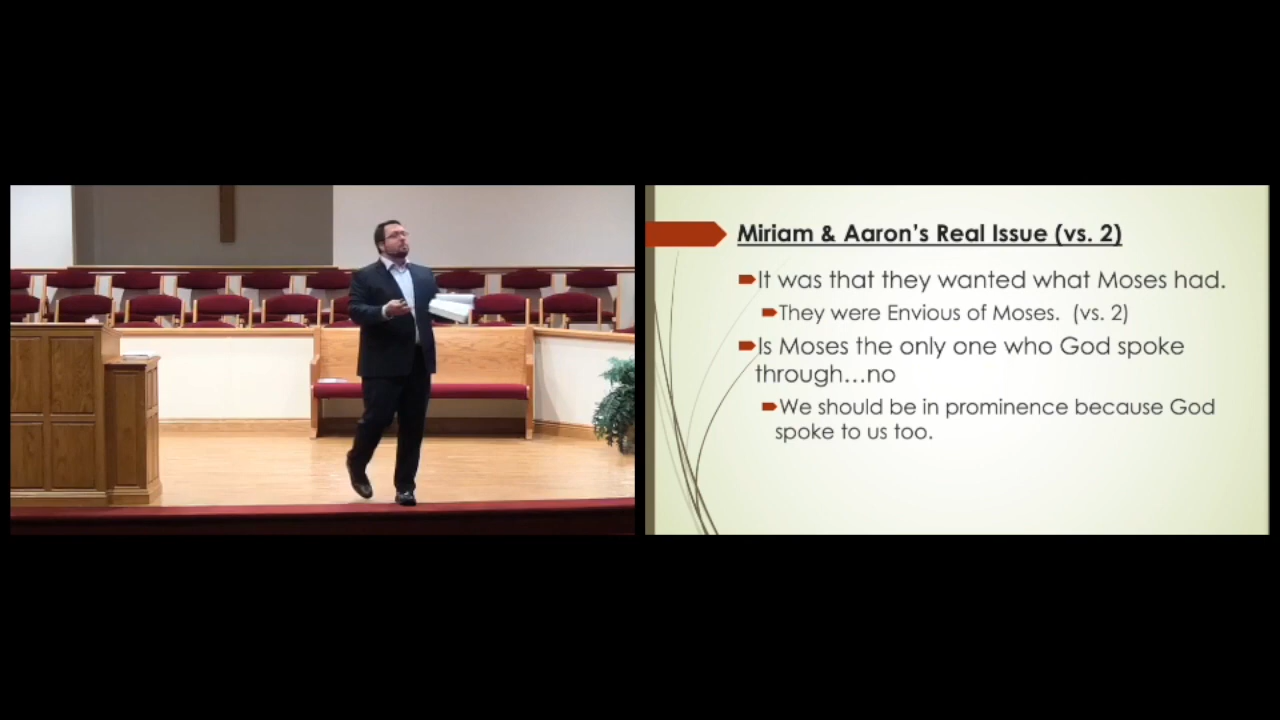 Miriam & Aaron's Real Issue (vs. 2)
It was that they wanted what Moses had.
They were Envious of Moses. (vs. 2)
Is Moses the only one who God spoke
through...no
We should be in prominence because God
spoke to us too.